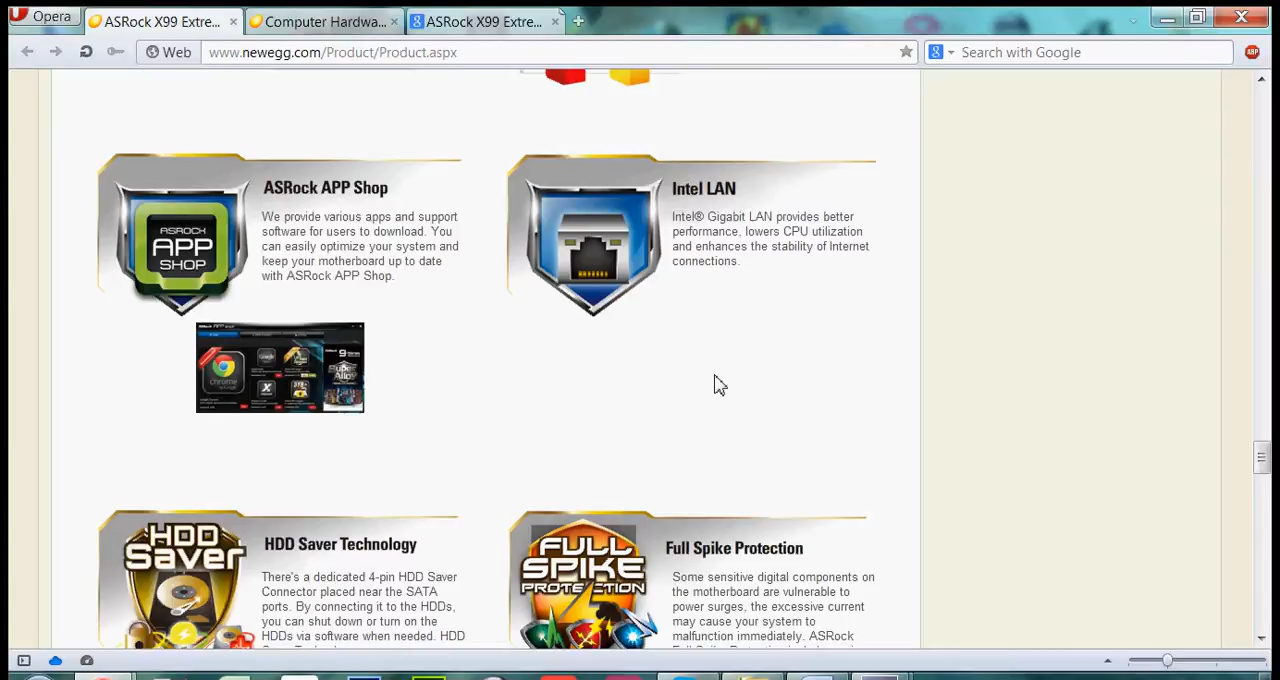 Opera
ASRock X99 Extre...
Computer Hardwa...
ASRock X99 Extre...
Web
www.newegg.com/Product/Product.aspx
Search with Google
ABP
ASRock APP Shop
We provide various apps and support
software for users to download. You
can easily optimize your system and
keep your motherboard up to date
with ASRock APP Shop.
ASROCK
APP
SHOP
Intel LAN
Intel® Gigabit LAN provides better
performance, lowers CPU utilization
and enhances the stability of Internet
connections.
chrome
HDD
Saver
HDD Saver Technology
There's a dedicated 4-pin HDD Saver
Connector placed near the SATA
ports. By connecting it to the HDDs,
you can shut down or turn on the
HDDs via software when needed. HDD
FULL
SPIKE
PROTECTION
Full Spike Protection
Some sensitive digital components on
the motherboard are vulnerable to
power surges, the excessive current
may cause your system to
malfunction immediately. ASRock